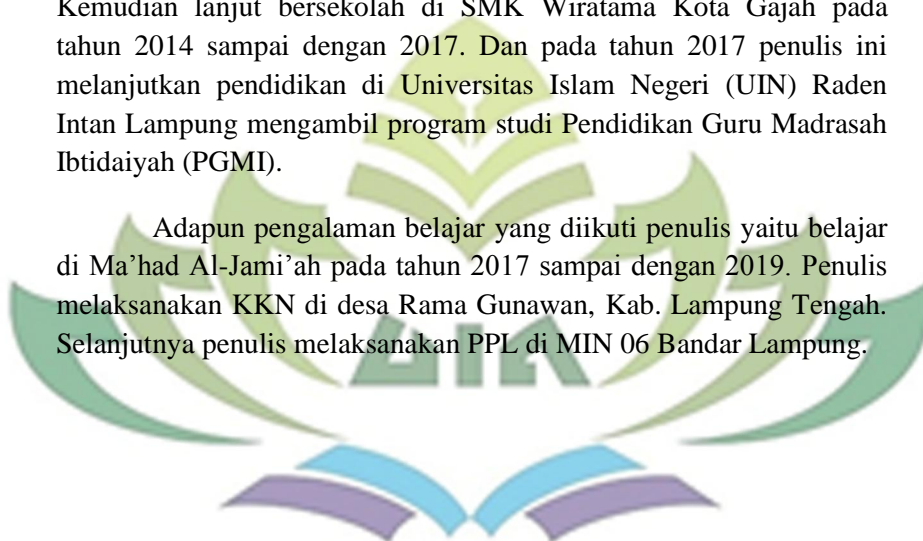 Kemudian lanjut bersekolah di SMK Wiratama Kota Gajah pada
tahun 2014 sampai dengan 2017. Dan pada tahun 2017 penulis ini
melanjutkan pendidikan di Universitas Islam Negeri (UIN) Raden
Intan Lampung mengambil program studi Pendidikan Guru Madrasah
Ibtidaiyah (PGMI).
Adapun pengalaman belajar yang diikuti penulis yaitu belajar
di Ma’had Al-Jami’ah pada tahun 2017 sampai dengan 2019. Penulis
melaksanakan KKN di desa Rama Gunawan, Kab. Lampung Tengah.
Selanjutnya penulis melaksanakan PPL di MIN 06 Bandar Lampung.